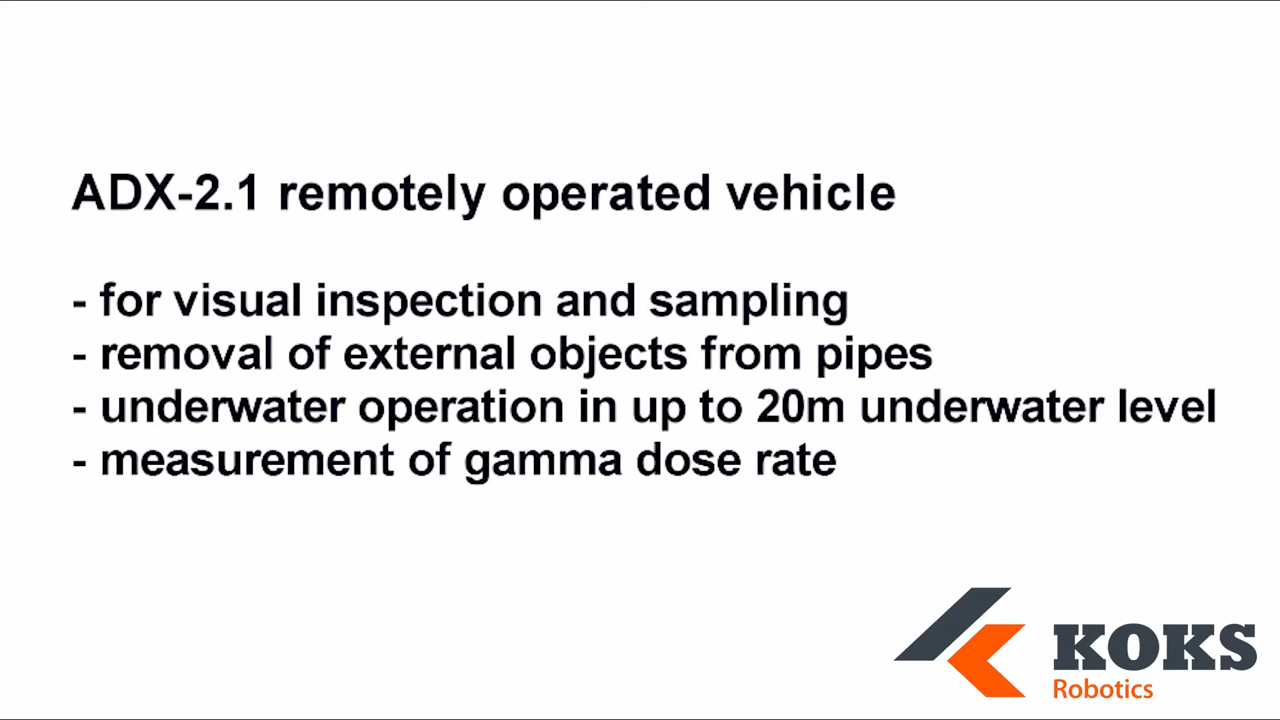 ADX-2.1 remotely operated vehicle
- for visual inspection and sampling
- removal of external objects from pipes
- underwater operation in up to 20m underwater level
- measurement of gamma dose rate
KOKS
Robotics